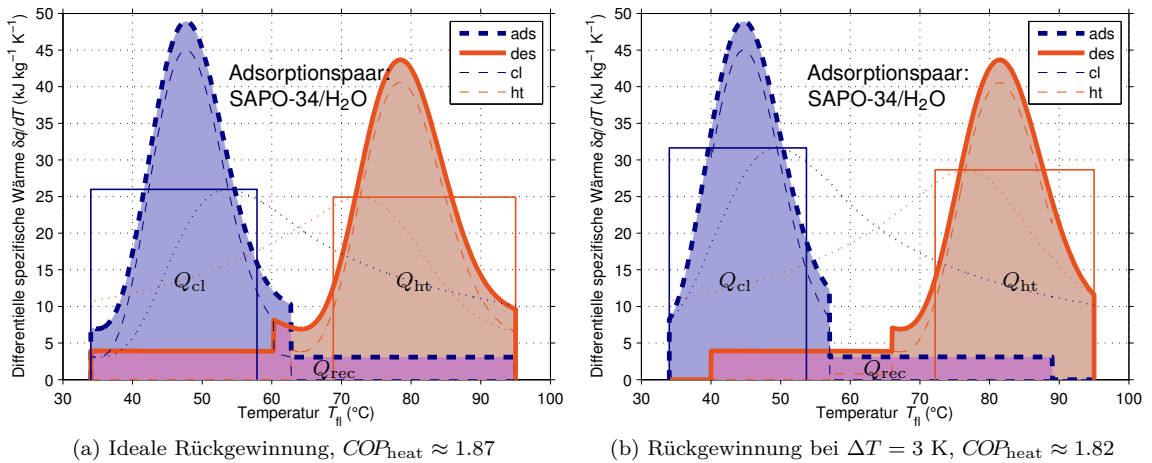 Differentielle spezifische Wärme δq/dT (kJ kg⁻¹ K⁻¹)
50
45
40
35
30
25
20
15
10
5
0
30 40 50 60 70 80 90 100
Temperatur T_fl (°C)
Adsorptionspaar:
SAPO-34/H₂O
ads
des
cl
ht
Q_cl
Q_ht
Q_rec
(a) Ideale Rückgewinnung, COP_heat ≈ 1.87
Differentielle spezifische Wärme δq/dT (kJ kg⁻¹ K⁻¹)
50
45
40
35
30
25
20
15
10
5
0
30 40 50 60 70 80 90 100
Temperatur T_fl (°C)
Adsorptionspaar:
SAPO-34/H₂O
ads
des
cl
ht
Q_cl
Q_ht
Q_rec
(b) Rückgewinnung bei ΔT = 3 K, COP_heat ≈ 1.82